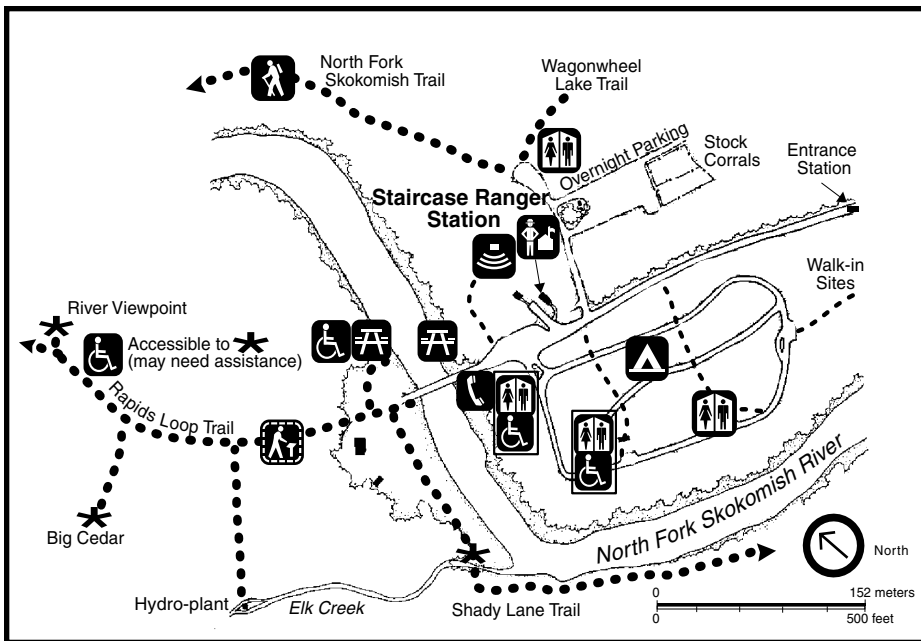 North Fork
Skokomish Trail
Wagonwheel
Lake Trail
Overnight Parking
Stock
Corrals
Entrance
Station
Staircase Ranger
Station
Walk-in
Sites
River Viewpoint
Accessible to
(may need assistance)
Rapids Loop Trail
Big Cedar
North Fork Skokomish River
North
Hydro-plant
Elk Creek
Shady Lane Trail
0 152 meters
0 500 feet